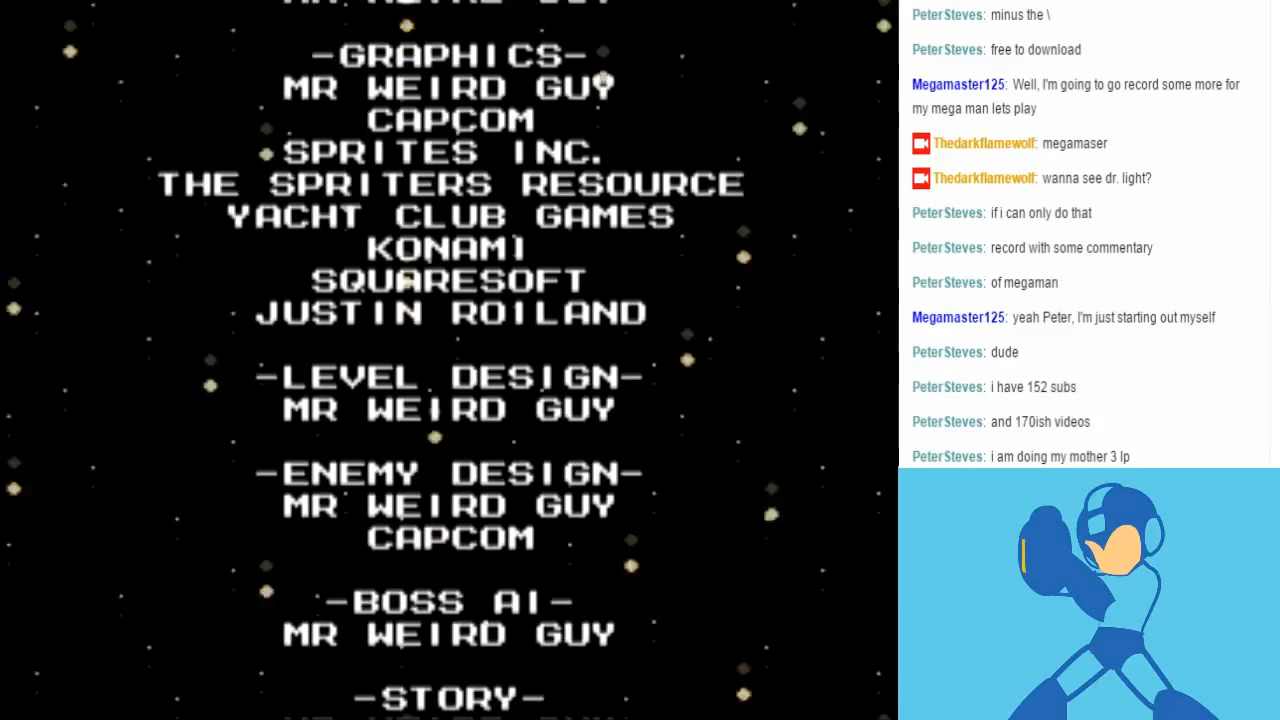 -GRAPHICS-
MR WEIRD GUY
CAPCOM
SPRITES INC.
THE SPRITERS RESOURCE
YACHT CLUB GAMES
KONAMI
SQUARESOFT
JUSTIN ROILAND
-LEVEL DESIGN-
MR WEIRD GUY
-ENEMY DESIGN-
MR WEIRD GUY
CAPCOM
-BOSS AI-
MR WEIRD GUY
-STORY-
PeterSteves: minus the \
PeterSteves: free to download
Megamaster125: Well, I'm going to go record some more for
my mega man lets play
Thedarkflamewolf: megamaser
Thedarkflamewolf: wanna see dr. light?
PeterSteves: if i can only do that
PeterSteves: record with some commentary
PeterSteves: of megaman
Megamaster125: yeah Peter, I'm just starting out myself
PeterSteves: dude
PeterSteves: i have 152 subs
PeterSteves: and 170ish videos
PeterSteves: i am doing my mother 3 lp